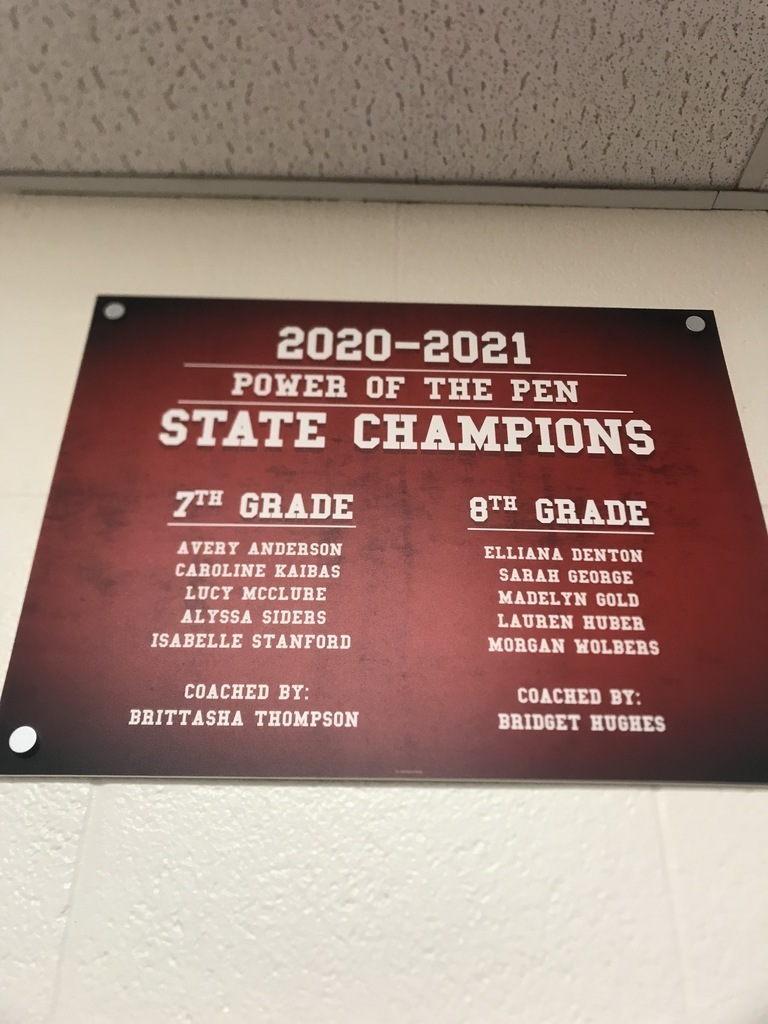 2020-2021
POWER OF THE PEN
STATE CHAMPIONS
7TH GRADE
AVERY ANDERSON
CAROLINE KAIBAS
LUCY MCCLURE
ALYSSA SIDERS
ISABELLE STANFORD
COACHED BY:
BRITTASHA THOMPSON
8TH GRADE
ELLIANA DENTON
SARAH GEORGE
MADELYN GOLD
LAUREN HUBER
MORGAN WOLBERS
COACHED BY:
BRIDGET HUGHES